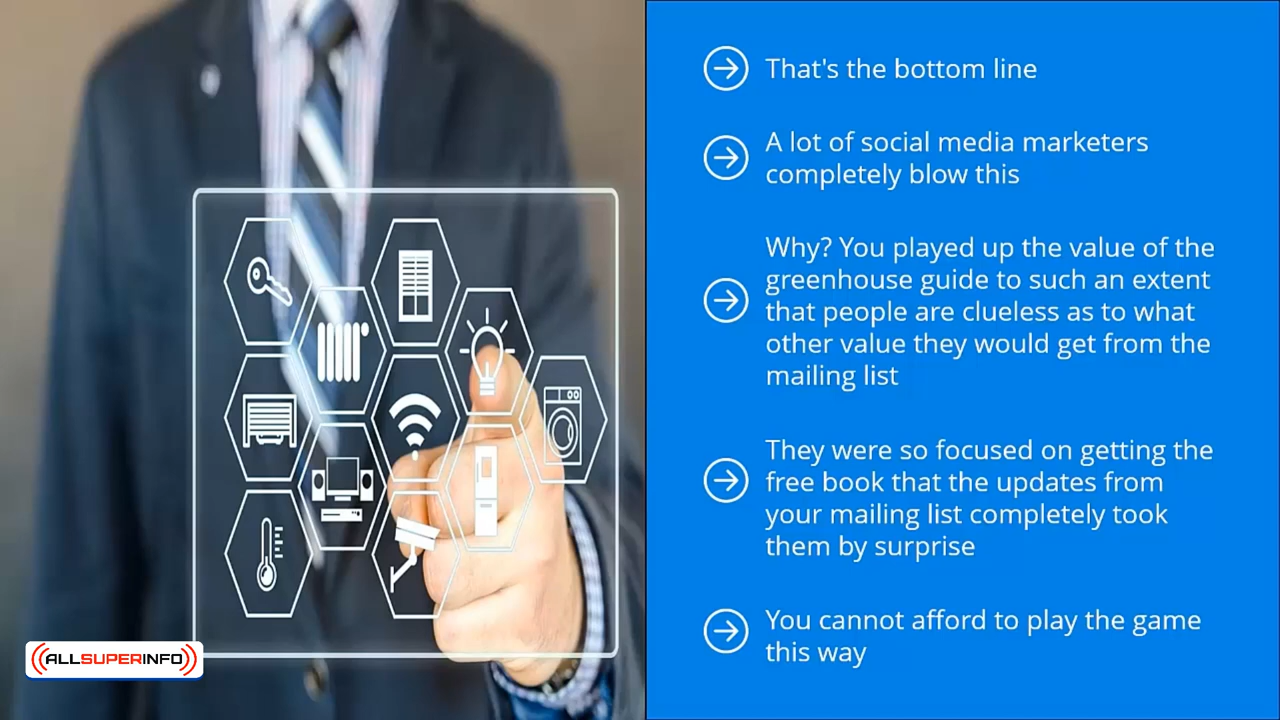 That's the bottom line
A lot of social media marketers
completely blow this
Why? You played up the value of the
greenhouse guide to such an extent
that people are clueless as to what
other value they would get from the
mailing list
They were so focused on getting the
free book that the updates from
your mailing list completely took
them by surprise
You cannot afford to play the game
this way
ALLSUPERINFO